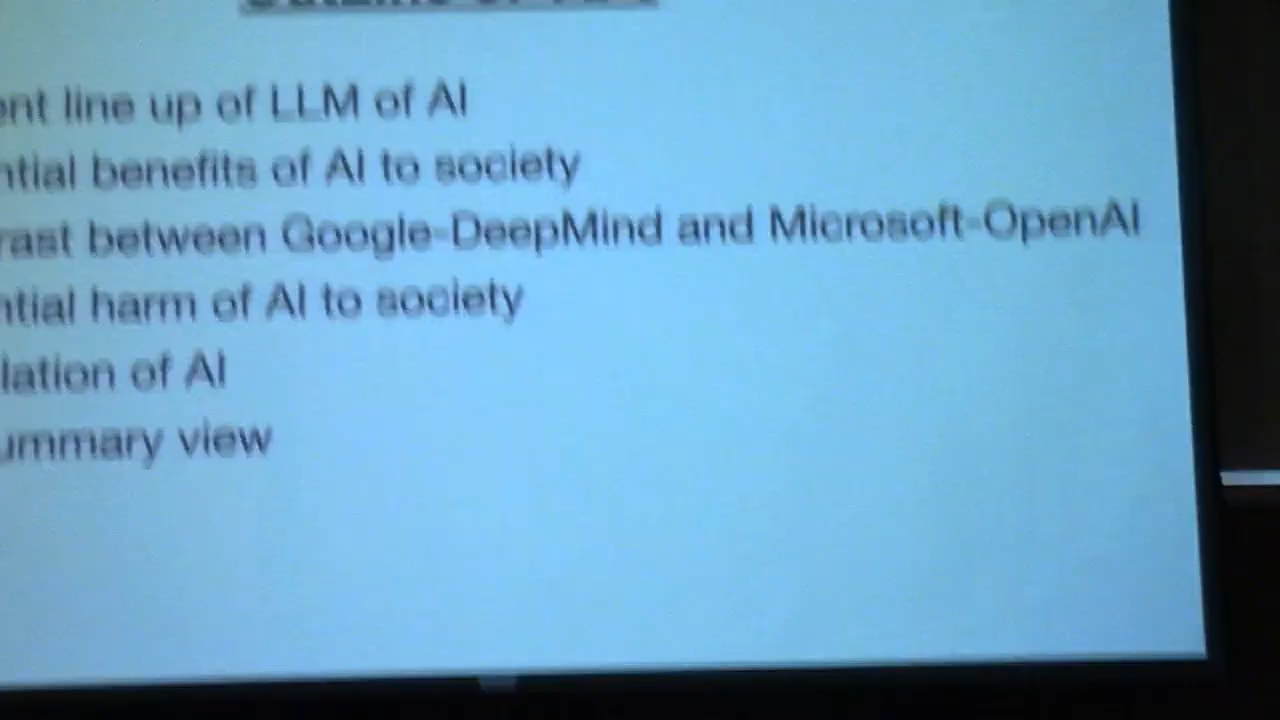 ent line up of LLM of AI
ntial benefits of AI to society
rast between Google-DeepMind and Microsoft-OpenAI
ntial harm of AI to society
lation of AI
ummary view